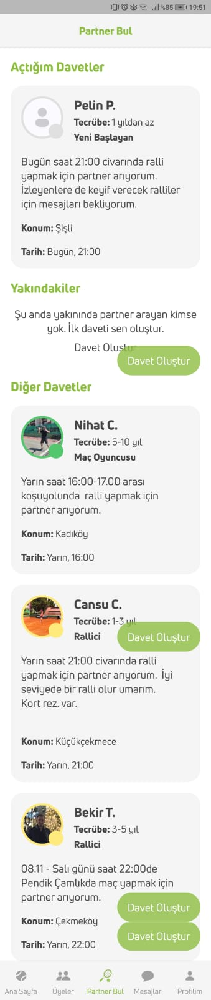 %85 19:51
Partner Bul
Açtığım Davetler
Pelin P.
Tecrübe: 1 yıldan az
Yeni Başlayan
Bugün saat 21:00 civarında ralli
yapmak için partner arıyorum.
İzleyenlere de keyif verecek ralliler
için mesajları bekliyorum.
Konum: Şişli
Tarih: Bugün, 21:00
Yakındakiler
Şu anda yakınında partner arayan kimse
yok. İlk daveti sen oluştur.
Davet Oluştur
Davet Oluştur
Diğer Davetler
Nihat C.
Tecrübe: 5-10 yıl
Maç Oyuncusu
Yarın saat 16:00-17.00 arası
koşuyolunda  ralli yapmak için
partner arıyorum.
Konum: Kadıköy
Tarih: Yarın, 16:00
Cansu C.
Tecrübe: 1-3 yıl
Rallici
Davet Oluştur
Yarın saat 21:00 civarında ralli
yapmak için partner arıyorum.  İyi
seviyede bir ralli olur umarım.
Kort rez. var.
Konum: Küçükçekmece
Tarih: Yarın, 21:00
Bekir T.
Tecrübe: 3-5 yıl
Rallici
08.11 - Salı günü saat 22:00de
Pendik Çamlıkda maç yapmak için
partner arıyorum.
Davet Oluştur
Konum: Çekmeköy
Davet Oluştur
Tarih: Yarın, 22:00
Ana Sayfa Üyeler Partner Bul Mesajlar Profilim